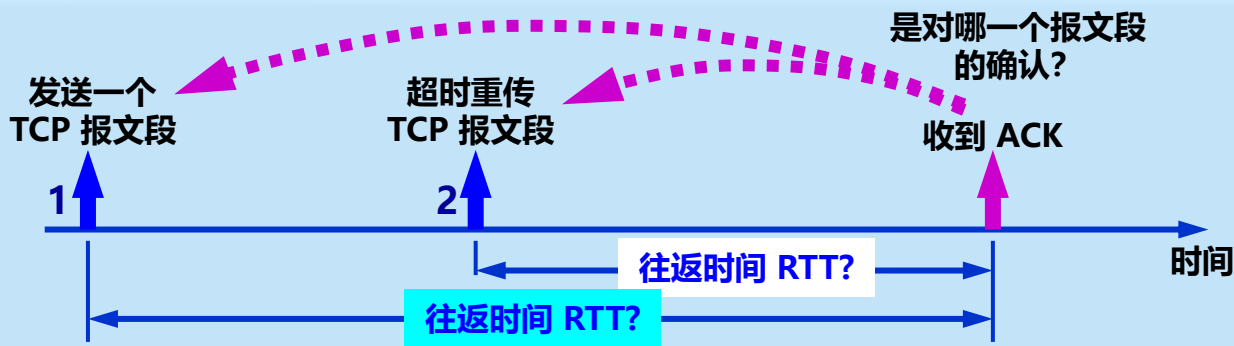 是对哪一个报文段
的确认？
发送一个
TCP 报文段
超时重传
TCP 报文段
收到 ACK
1
2
时间
往返时间 RTT?
往返时间 RTT?